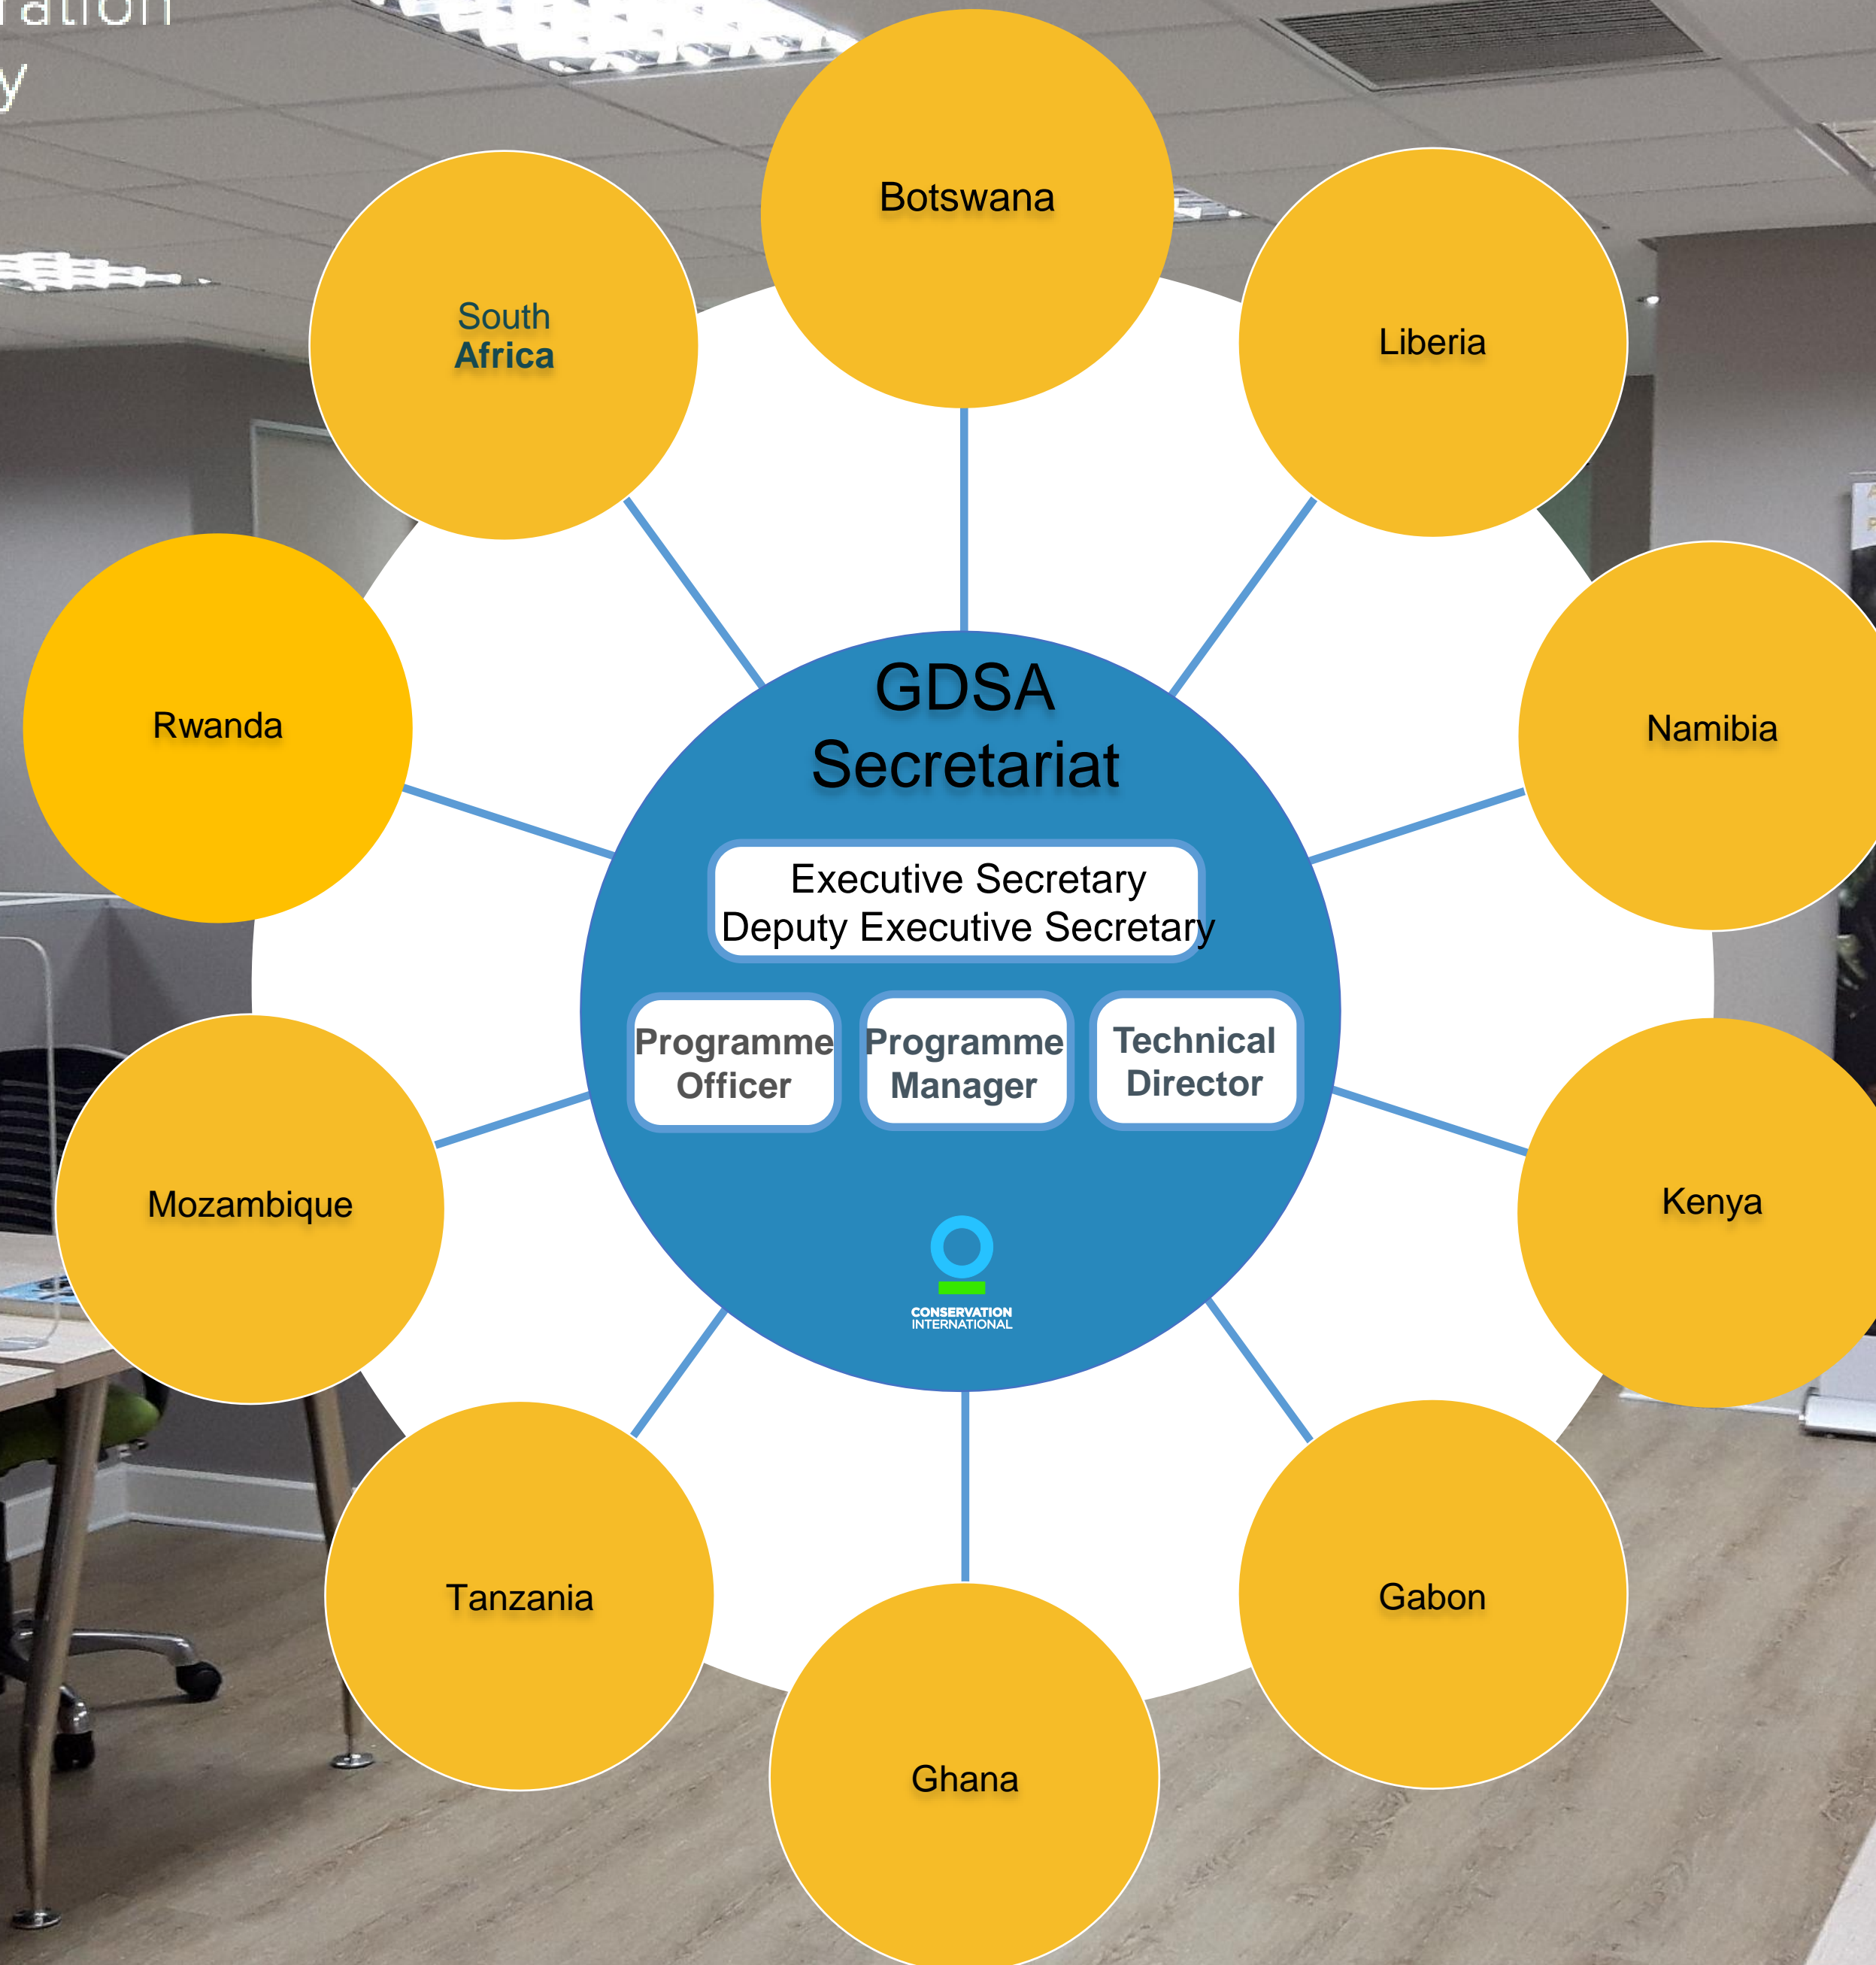 y
Botswana
South
Africa
Liberia
Rwanda
Namibia
GDSA
Secretariat
Executive Secretary
Deputy Executive Secretary
Programme
Officer
Programme
Manager
Technical
Director
Mozambique
Kenya
CONSERVATION
INTERNATIONAL
Tanzania
Gabon
Ghana